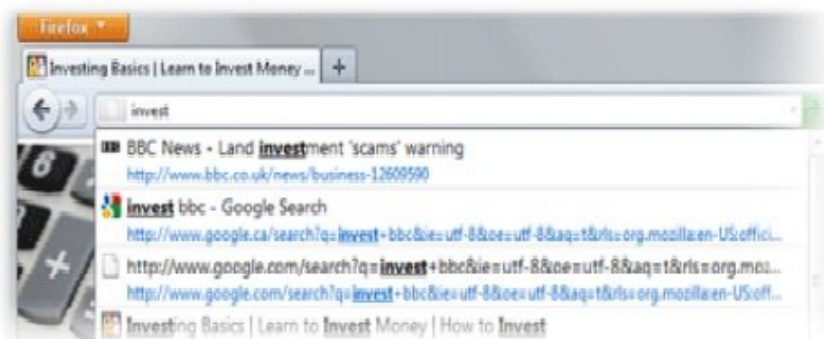 Firefox
Investing Basics | Learn to Invest Money ... +
invest
BBC News - Land investment 'scams' warning
http://www.bbc.co.uk/news/business-12609590
invest bbc - Google Search
http://www.google.ca/search?q=invest+bbc&ie=utf-8&oe=utf-8&aq=t&rls=org.mozilla:en-US:offici...
http://www.google.com/search?q=invest+bbc&ie=utf-8&oe=utf-8&aq=t&rls=org.moz...
http://www.google.com/search?q=invest+bbc&ie=utf-8&oe=utf-8&aq=t&rls=org.mozilla:en-US:off...
Investing Basics | Learn to Invest Money | How to Invest